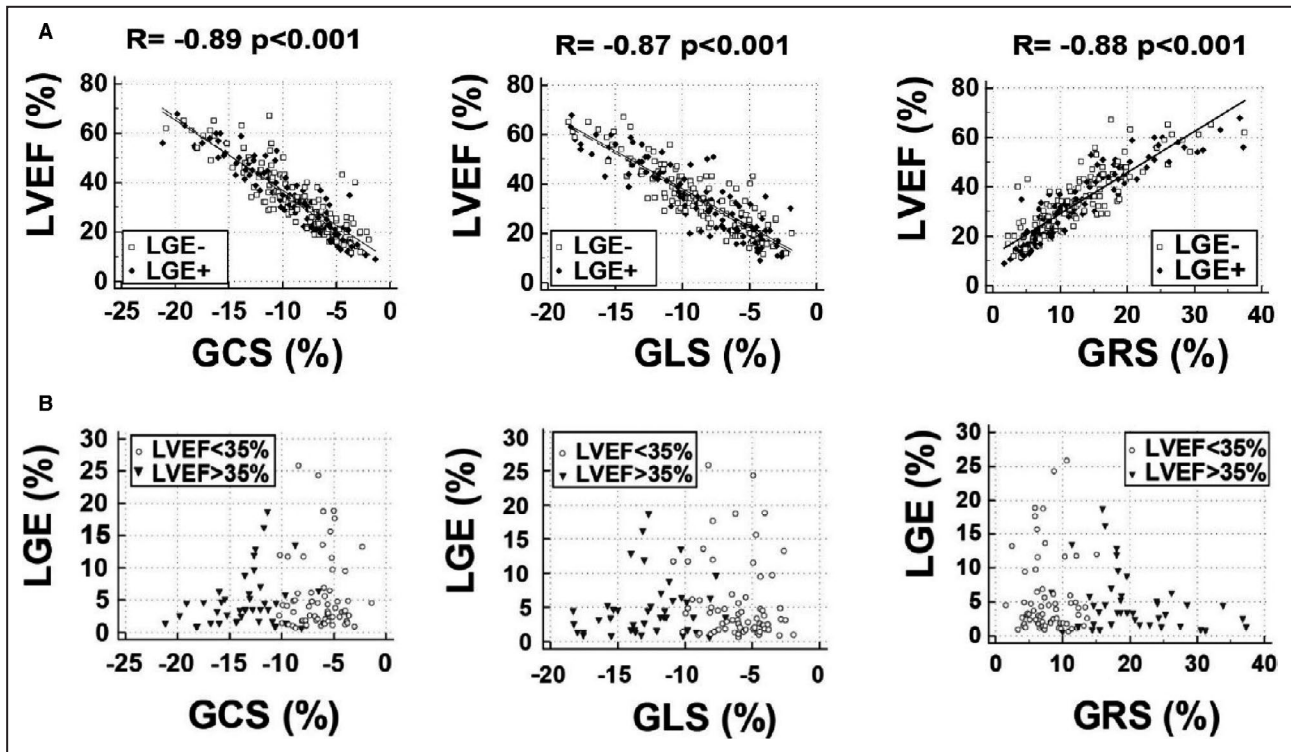 A
R= -0.89 p<0.001
R= -0.87 p<0.001
R= -0.88 p<0.001
LVEF (%)
80
60
40
20
0
LGE-
LGE+
-25 -20 -15 -10 -5 0
GCS (%)
LVEF (%)
80
60
40
20
0
LGE-
LGE+
-20 -15 -10 -5 0
GLS (%)
LVEF (%)
80
60
40
20
0
LGE-
LGE+
0 10 20 30 40
GRS (%)
B
LGE (%)
30
25
20
15
10
5
0
LVEF<35%
LVEF>35%
-25 -20 -15 -10 -5 0
GCS (%)
LGE (%)
30
25
20
15
10
5
0
LVEF<35%
LVEF>35%
-20 -15 -10 -5 0
GLS (%)
LGE (%)
30
25
20
15
10
5
0
LVEF<35%
LVEF>35%
0 10 20 30 40
GRS (%)